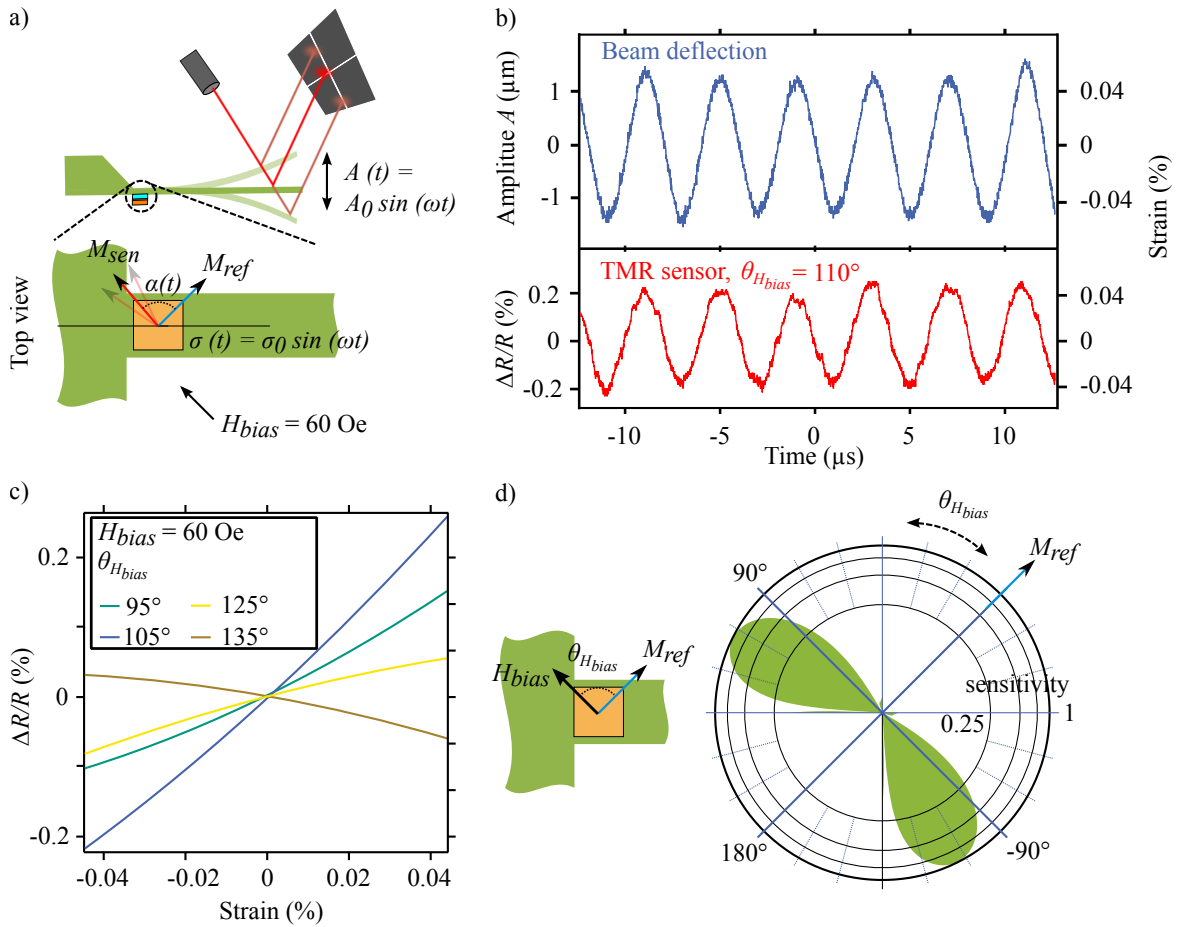 a)
A (t) =
A0 sin (ωt)
Top view
Msen
Mref
α(t)
σ (t) = σ0 sin (ωt)
Hbias = 60 Oe
b)
Beam deflection
Amplitue A (µm)
1
0
-1
0.04
0
-0.04
Strain (%)
TMR sensor, θHbias = 110°
ΔR/R (%)
0.2
0
-0.2
0.04
0
-0.04
-10 -5 0 5 10
Time (µs)
c)
Hbias = 60 Oe
θHbias
95° 125°
105° 135°
ΔR/R (%)
0.2
0
-0.2
-0.04 -0.02 0 0.02 0.04
Strain (%)
d)
θHbias
Mref
90°
Hbias
θHbias
Mref
sensitivity
0.25
1
180°
-90°